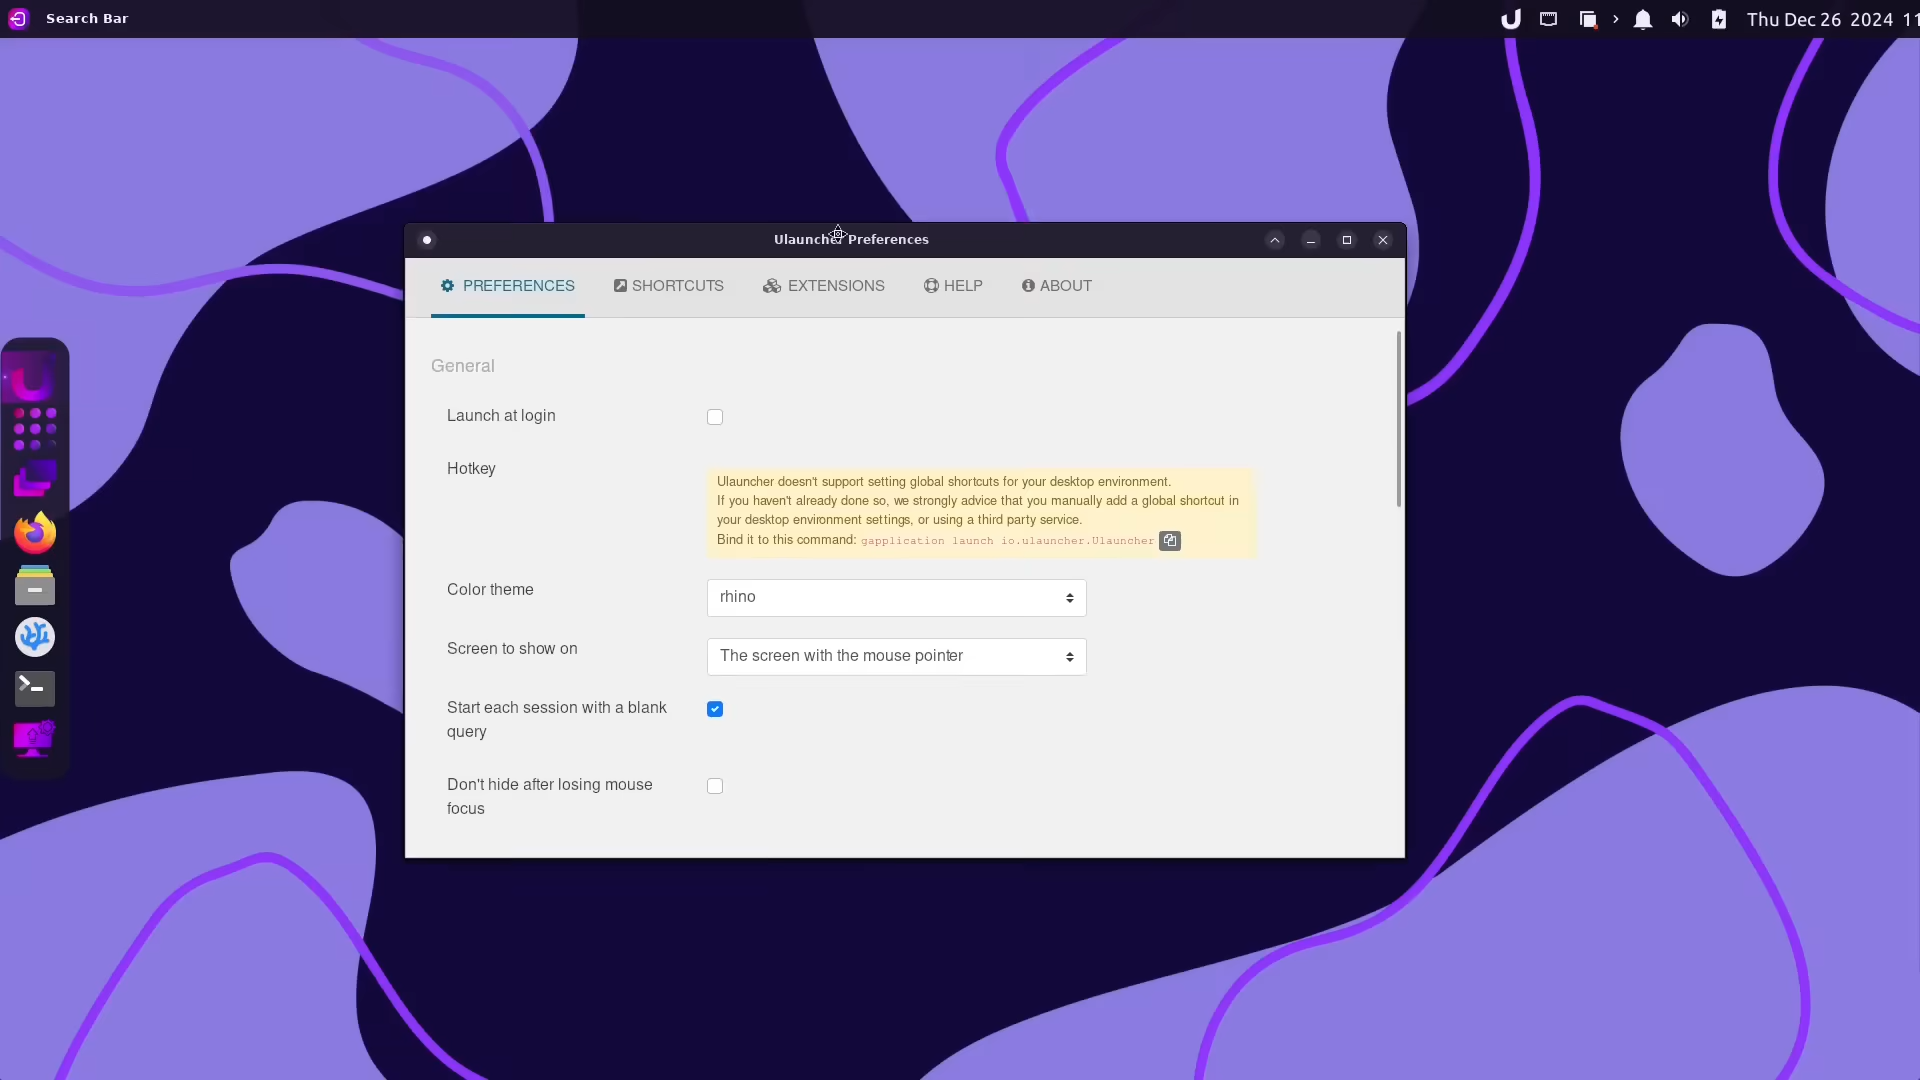 Search Bar
Thu Dec 26 2024 11
Ulauncher Preferences
PREFERENCES
SHORTCUTS
EXTENSIONS
HELP
ABOUT
General
Launch at login
Hotkey
Ulauncher doesn't support setting global shortcuts for your desktop environment.
If you haven't already done so, we strongly advice that you manually add a global shortcut in
your desktop environment settings, or using a third party service.
Bind it to this command: gapplication launch io.ulauncher.Ulauncher
Color theme
rhino
Screen to show on
The screen with the mouse pointer
Start each session with a blank
query
Don't hide after losing mouse
focus